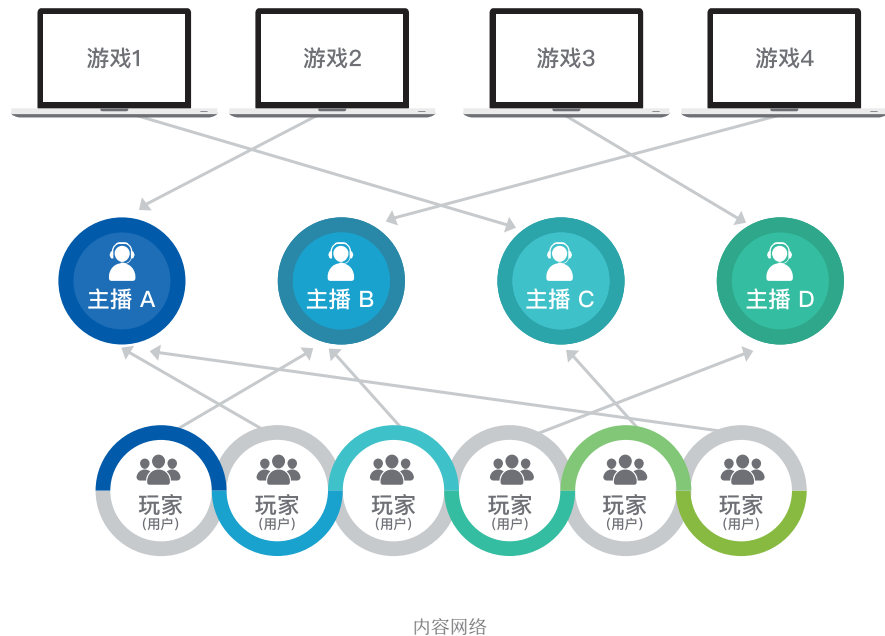 游戏1
游戏2
游戏3
游戏4
主播 A
主播 B
主播 C
主播 D
玩家
(用户)
玩家
(用户)
玩家
(用户)
玩家
(用户)
玩家
(用户)
玩家
(用户)
内容网络